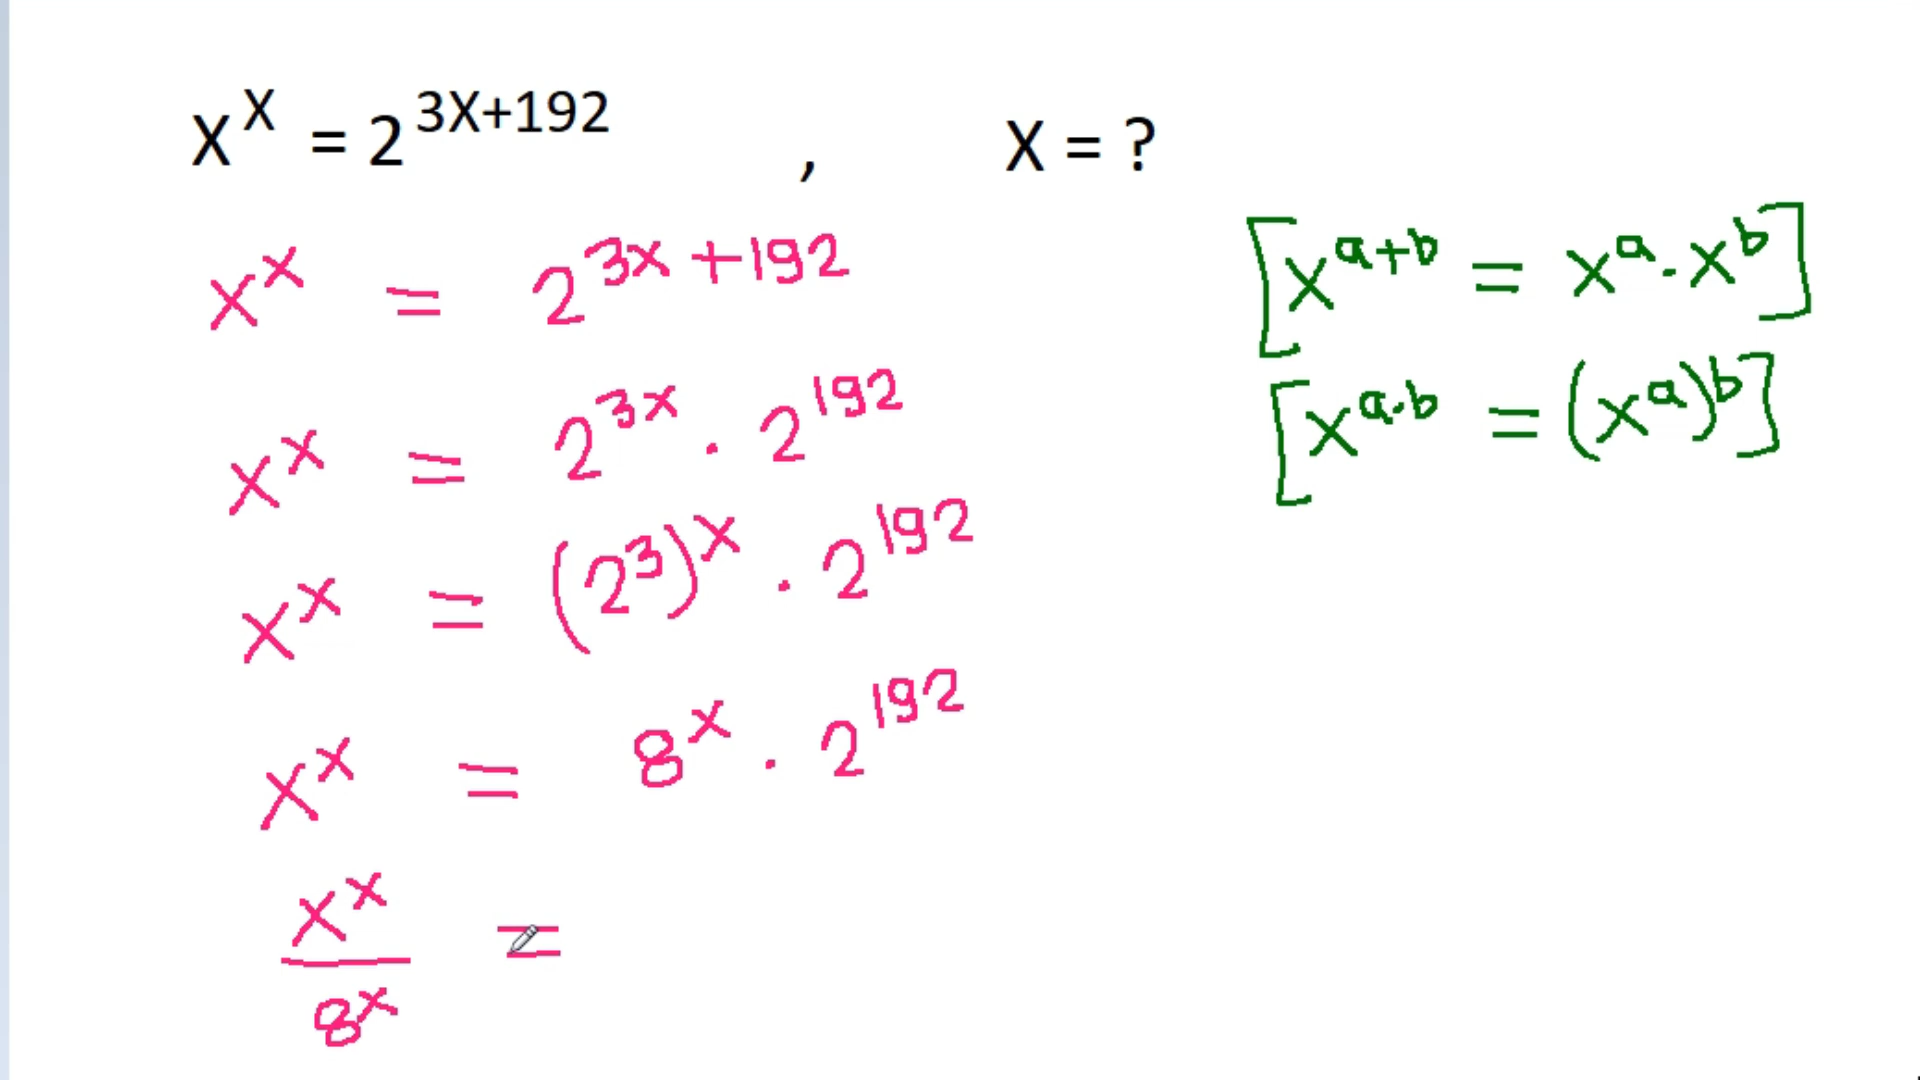 X^X = 2^{3X+192} , X = ?
x^x = 2^{3x+192}
[x^{a+b} = x^a · x^b]
x^x = 2^{3x} · 2^{192}
[x^{a·b} = (x^a)^b]
x^x = (2^3)^x · 2^{192}
x^x = 8^x · 2^{192}
x^x / 8^x =